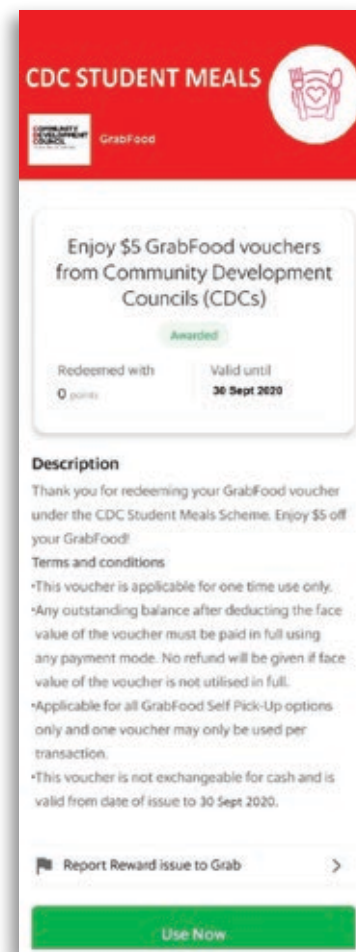 CDC STUDENT MEALS
COMMUNITY
DEVELOPMENT
COUNCIL
GrabFood
Enjoy $5 GrabFood vouchers
from Community Development
Councils (CDCs)
Awarded
Redeemed with
Valid until
0 points
30 Sept 2020
Description
Thank you for redeeming your GrabFood voucher
under the CDC Student Meals Scheme. Enjoy $5 off
your GrabFood!
Terms and conditions
•This voucher is applicable for one time use only.
•Any outstanding balance after deducting the face
value of the voucher must be paid in full using
any payment mode. No refund will be given if face
value of the voucher is not utilised in full.
•Applicable for all GrabFood Self Pick-Up options
only and one voucher may only be used per
transaction.
•This voucher is not exchangeable for cash and is
valid from date of issue to 30 Sept 2020.
Report Reward issue to Grab
Use Now